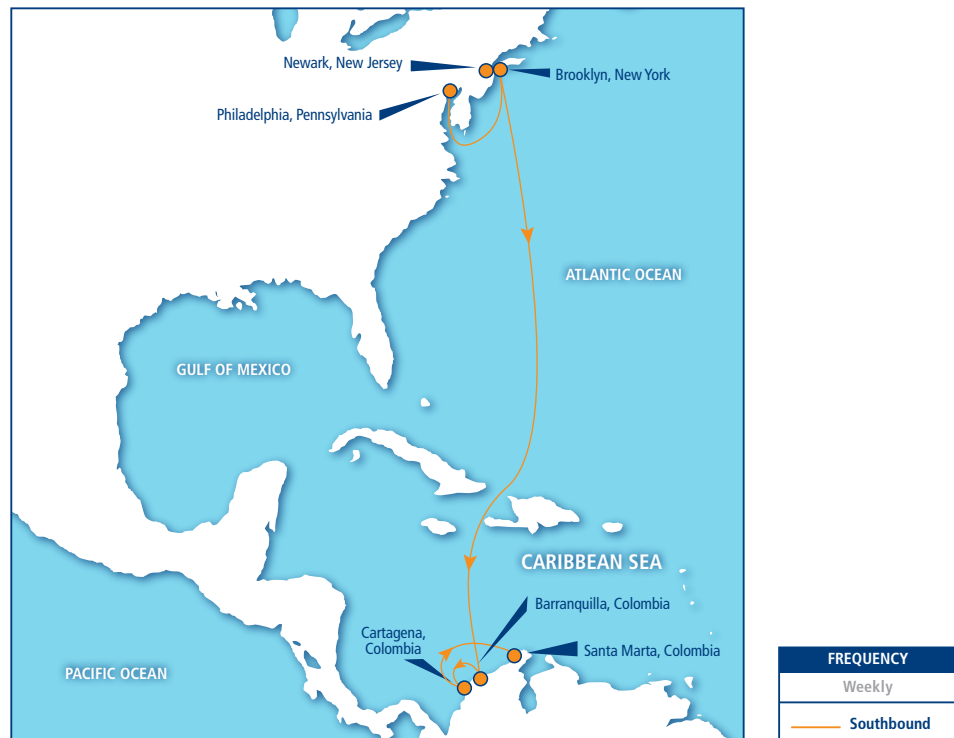 Newark, New Jersey
Brooklyn, New York
Philadelphia, Pennsylvania
ATLANTIC OCEAN
GULF OF MEXICO
CARIBBEAN SEA
Barranquilla, Colombia
Cartagena,
Colombia
Santa Marta, Colombia
PACIFIC OCEAN
FREQUENCY
Weekly
Southbound